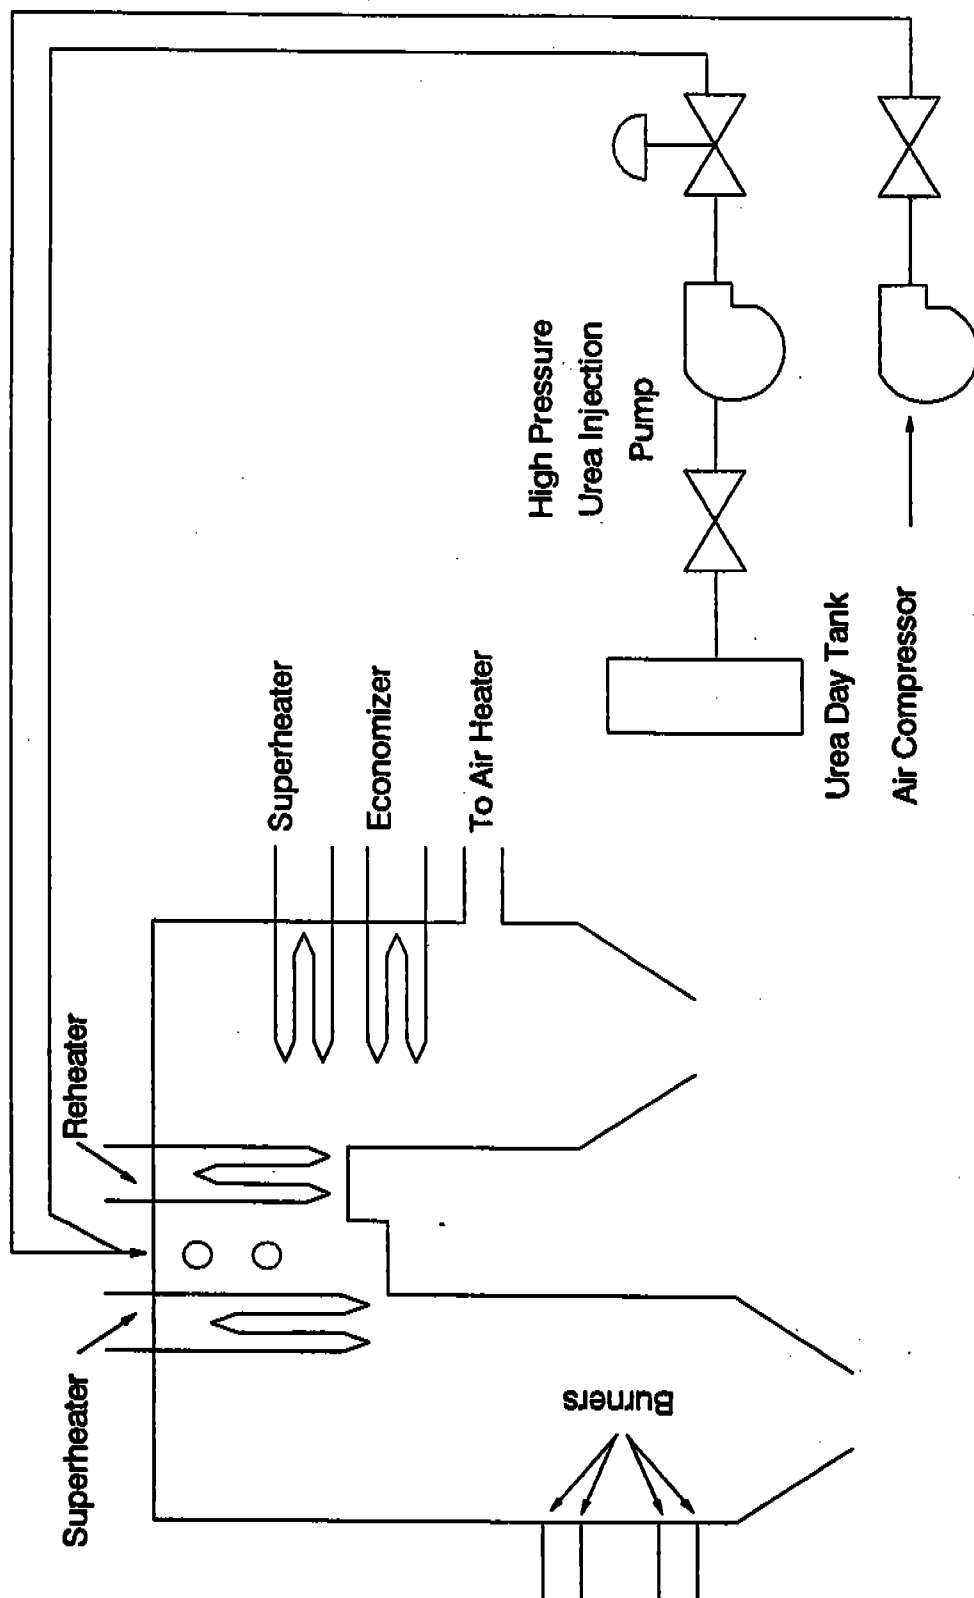 Superheater
Reheater
Superheater
Economizer
To Air Heater
Burners
High Pressure
Urea Injection
Pump
Urea Day Tank
Air Compressor